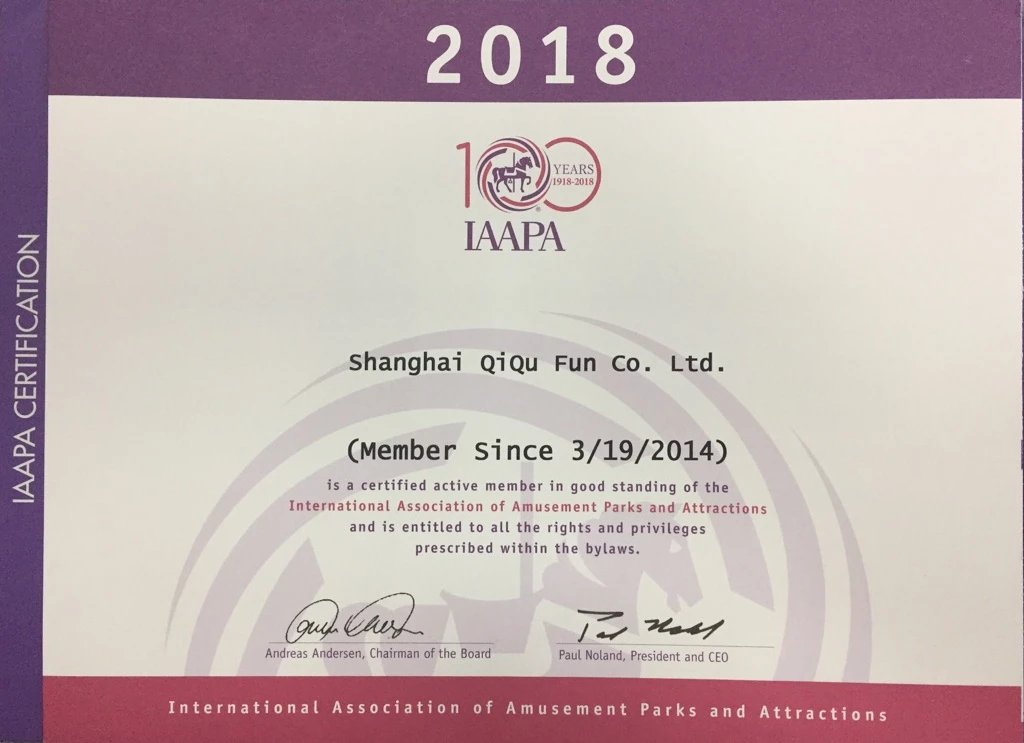 2018
100
YEARS
1918-2018
®
IAAPA
IAAPA CERTIFICATION
Shanghai QiQu Fun Co. Ltd.
(Member Since 3/19/2014)
is a certified active member in good standing of the
International Association of Amusement Parks and Attractions
and is entitled to all the rights and privileges
prescribed within the bylaws.
Andreas Andersen, Chairman of the Board
Paul Noland, President and CEO
International Association of Amusement Parks and Attractions